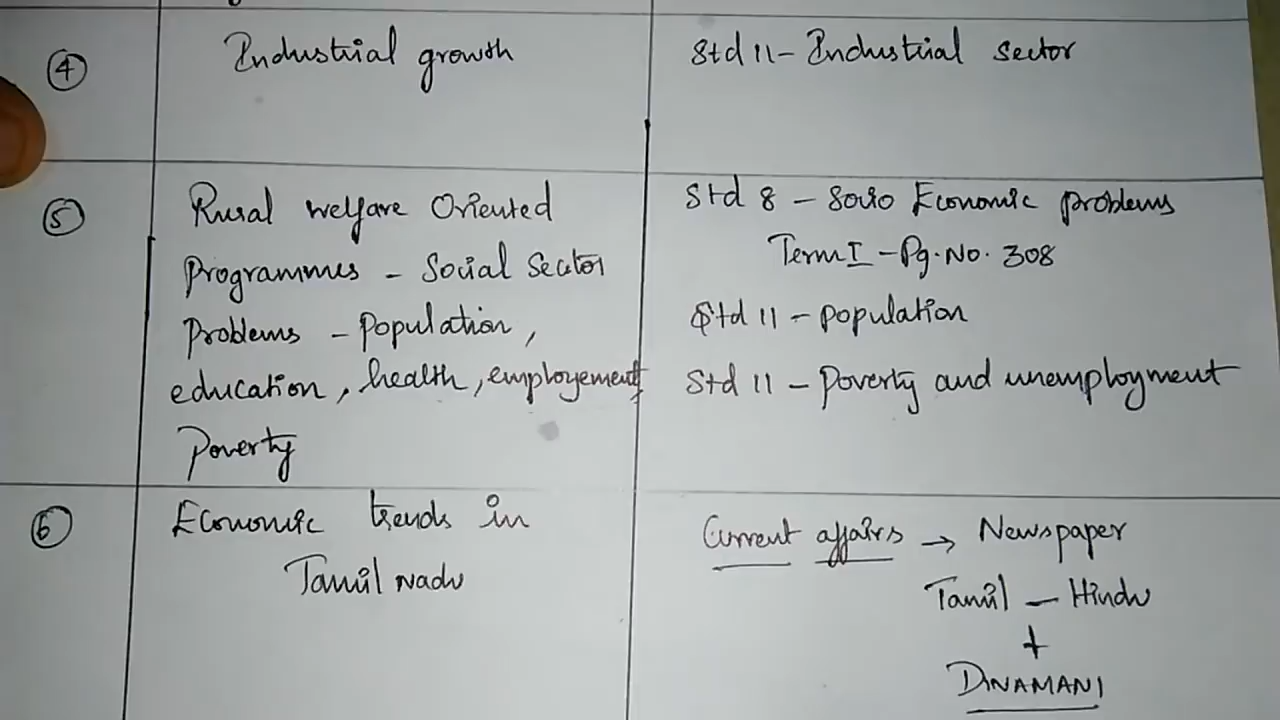 ④ Industrial growth Std 11 - Industrial sector
⑤ Rural welfare Oriented
Programmes - Social Sector
Problems - Population,
education, health, employement,
Poverty
Std 8 - Socio Economic problems
Term I - Pg.No. 308
Std 11 - population
Std 11 - Poverty and unemployment
⑥ Economic trends in
Tamil nadu
Current affairs → Newspaper
Tamil - Hindu
+
DINAMANI